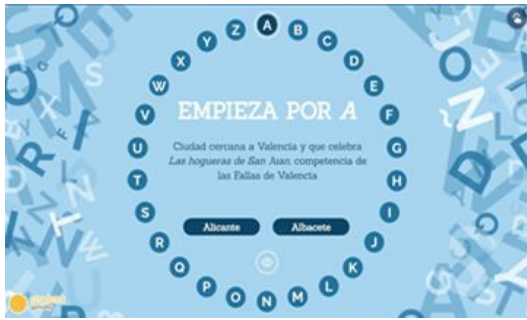 A
B
C
D
E
F
G
H
I
J
K
L
M
N
O
P
Q
R
S
T
U
V
W
X
Y
Z
EMPIEZA POR A
Ciudad cercana a Valencia y que celebra
Las hogueras de San Juan, competencia de
las Fallas de Valencia
Alicante
Albacete